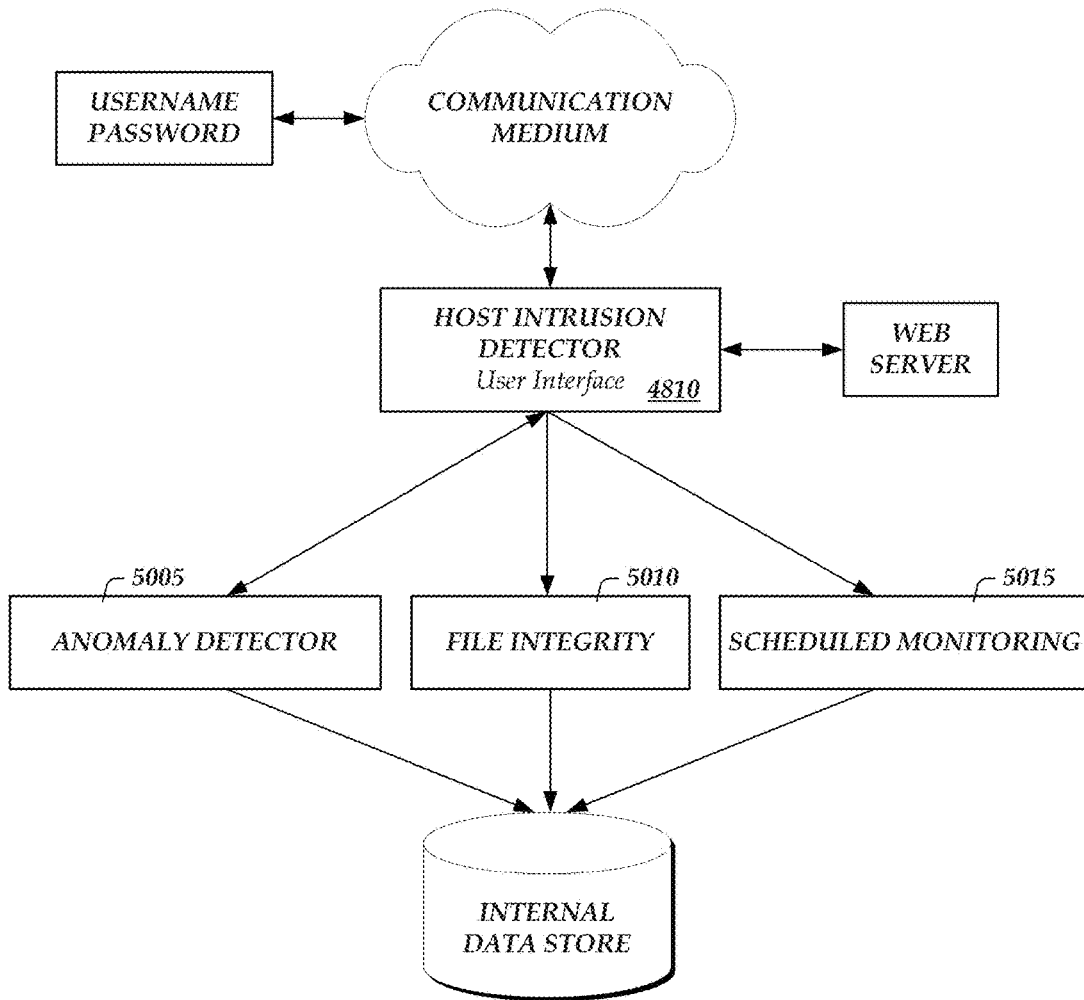 USERNAME
PASSWORD
COMMUNICATION
MEDIUM
HOST INTRUSION
DETECTOR
User Interface
4810
WEB
SERVER
5005
ANOMALY DETECTOR
5010
FILE INTEGRITY
5015
SCHEDULED MONITORING
INTERNAL
DATA STORE